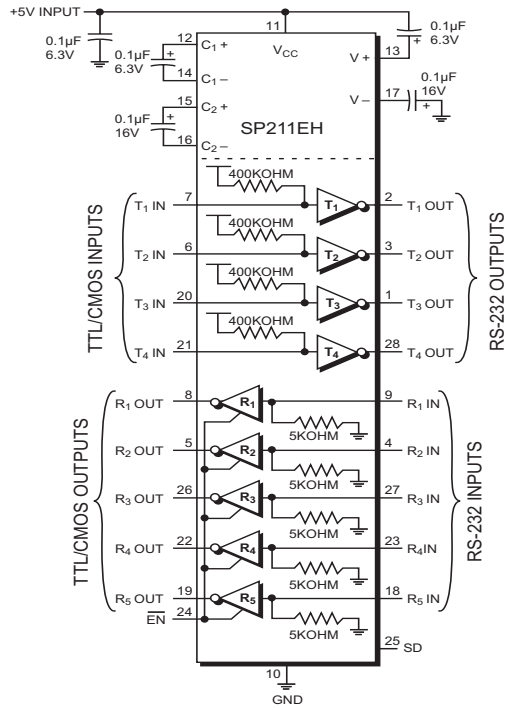 +5V INPUT
11
VCC
0.1µF
6.3V
0.1µF
6.3V
12
C1 +
14
C1 –
0.1µF
16V
15
C2 +
16
C2 –
V +
13
0.1µF
6.3V
V –
17
0.1µF
16V
SP211EH
TTL/CMOS INPUTS
RS-232 OUTPUTS
400KOHM
T1 IN 7 T1 2 T1 OUT
400KOHM
T2 IN 6 T2 3 T2 OUT
400KOHM
T3 IN 20 T3 1 T3 OUT
400KOHM
T4 IN 21 T4 28 T4 OUT
TTL/CMOS OUTPUTS
RS-232 INPUTS
R1 OUT 8 R1 9 R1 IN
5KOHM
R2 OUT 5 R2 4 R2 IN
5KOHM
R3 OUT 26 R3 27 R3 IN
5KOHM
R4 OUT 22 R4 23 R4IN
5KOHM
R5 OUT 19 R5 18 R5 IN
5KOHM
EN 24
25 SD
10
GND